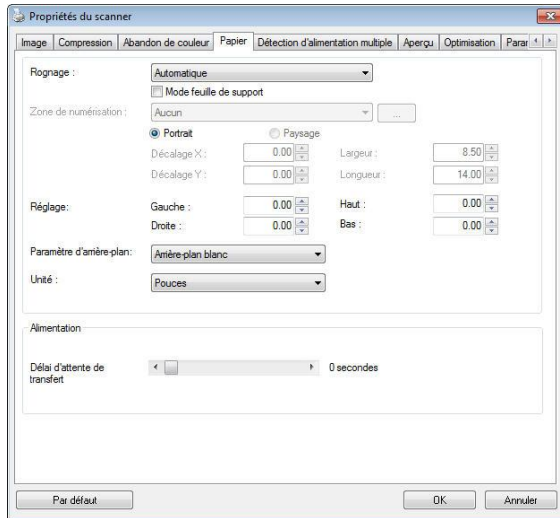 Propriétés du scanner
Image Compression Abandon de couleur Papier Détection d'alimentation multiple Aperçu Optimisation Parar
Rognage : Automatique
Mode feuille de support
Zone de numérisation : Aucun ...
Portrait Paysage
Décalage X : 0.00 Largeur : 8.50
Décalage Y : 0.00 Longueur : 14.00
Réglage: Gauche : 0.00 Haut : 0.00
Droite : 0.00 Bas : 0.00
Paramètre d'arrière-plan: Arrière-plan blanc
Unité : Pouces
Alimentation
Délai d'attente de transfert 0 secondes
Par défaut OK Annuler